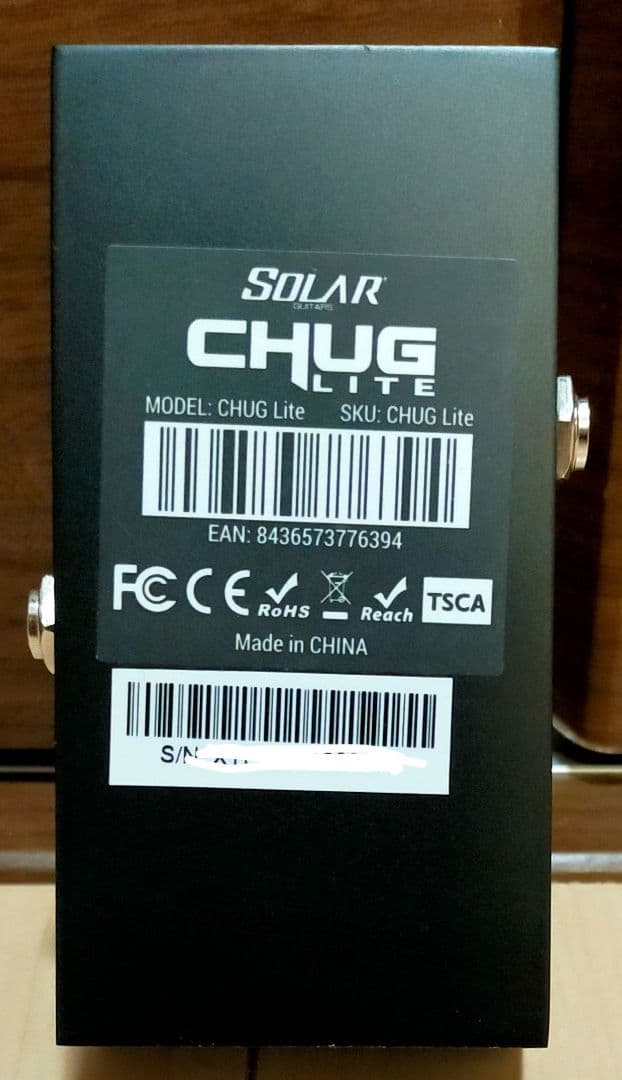 SOLAR
GUITARS
CHUG
LITE
MODEL: CHUG Lite SKU: CHUG Lite
EAN: 8436573776394
FC CE RoHS Reach TSCA
Made in CHINA
S/N